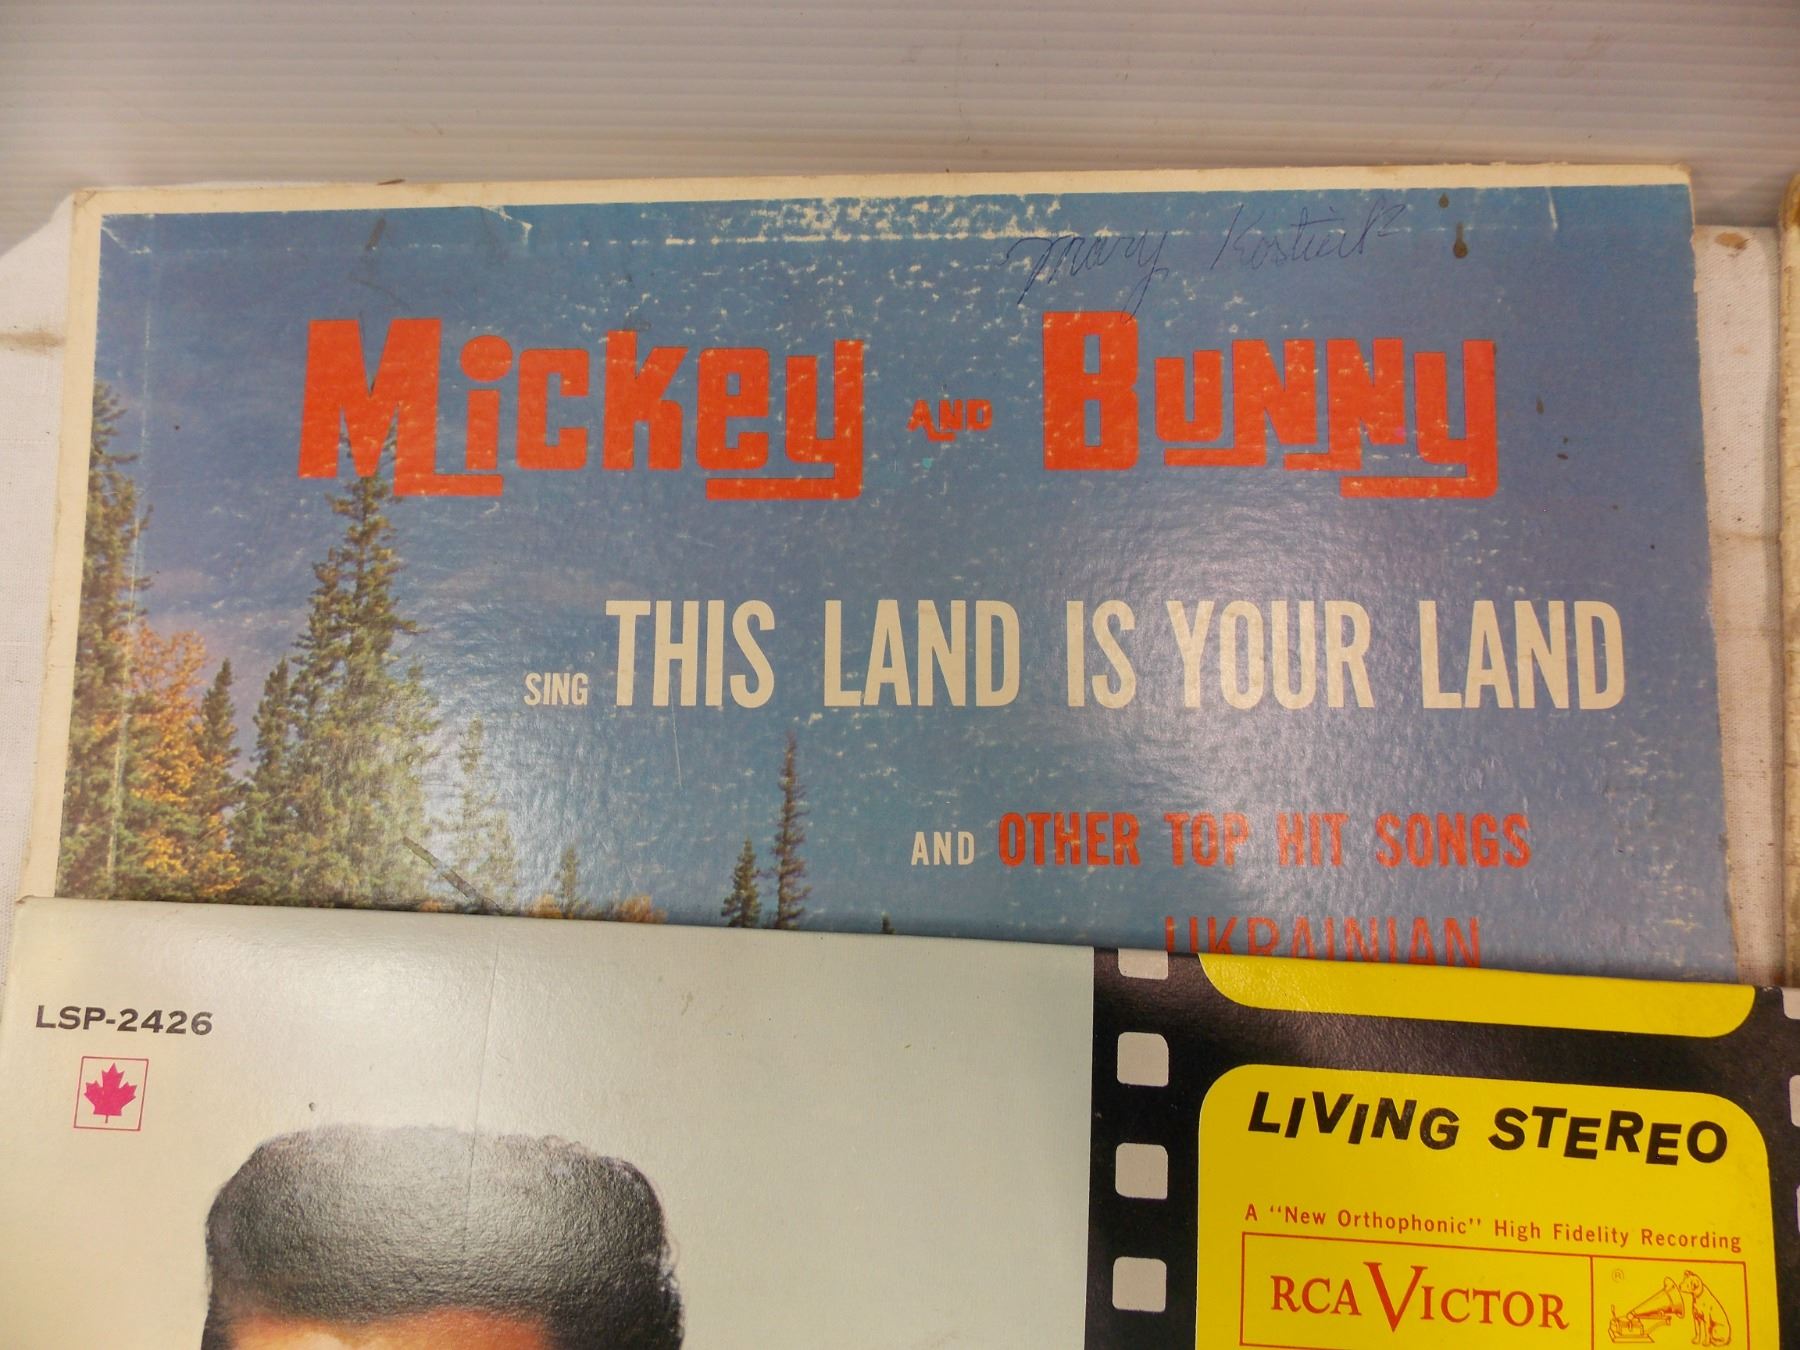 Mary
Mickey AND Bunny
SING THIS LAND IS YOUR LAND
AND OTHER TOP HIT SONGS
UKRAINIAN
LSP-2426
LIVING STEREO
A "New Orthophonic" High Fidelity Recording
RCA VICTOR ®